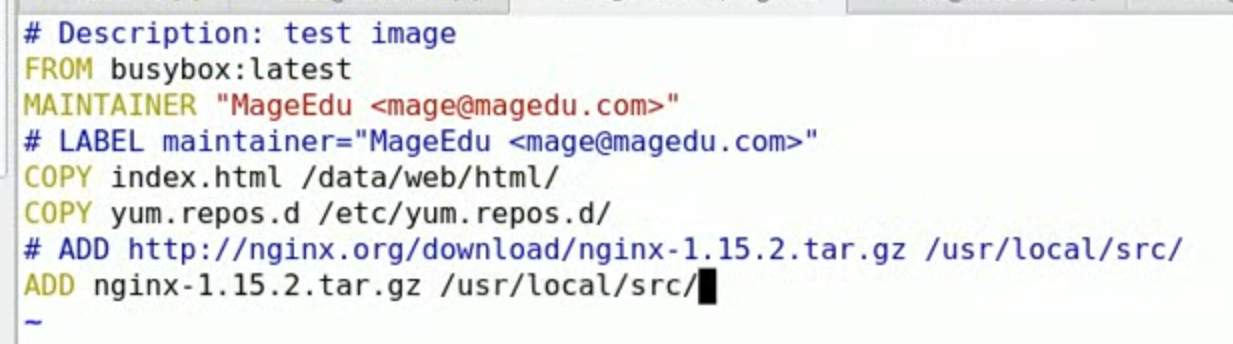 # Description: test image
FROM busybox:latest
MAINTAINER "MageEdu <mage@magedu.com>"
# LABEL maintainer="MageEdu <mage@magedu.com>"
COPY index.html /data/web/html/
COPY yum.repos.d /etc/yum.repos.d/
# ADD http://nginx.org/download/nginx-1.15.2.tar.gz /usr/local/src/
ADD nginx-1.15.2.tar.gz /usr/local/src/
~